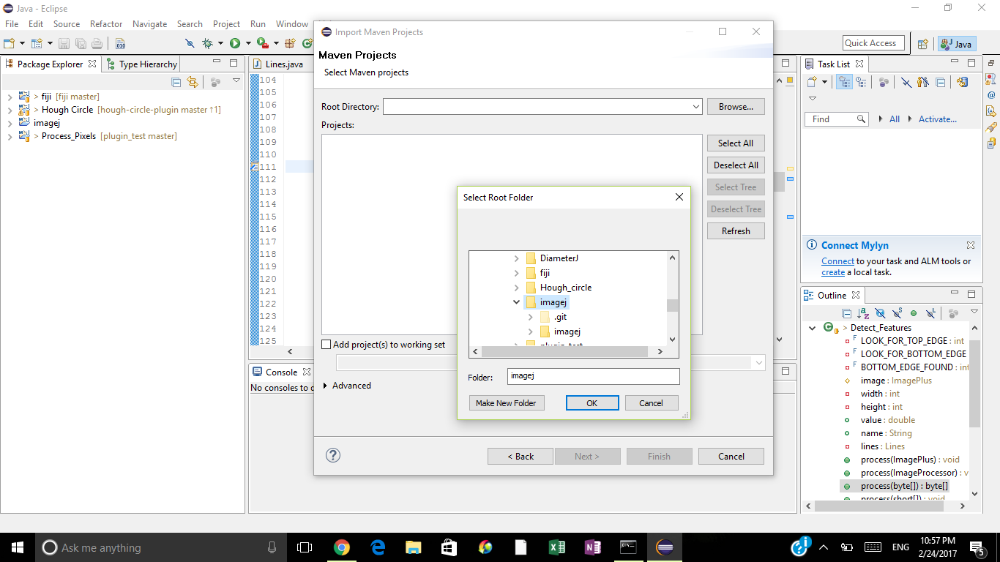 Java - Eclipse
File Edit Source Refactor Navigate Search Project Run Window
Quick Access
Java
Package Explorer
Type Hierarchy
> fiji [fiji master]
> Hough Circle [hough-circle-plugin master ↑1]
imagej
> Process_Pixels [plugin_test master]
Lines.java
104
105
106
107
108
109
110
111
112
113
114
115
116
117
118
119
120
121
122
123
124
125
Console
No consoles to
Import Maven Projects
Maven Projects
Select Maven projects
Root Directory:
Browse...
Projects:
Select All
Deselect All
Select Tree
Deselect Tree
Refresh
Add project(s) to working set
Advanced
< Back
Next >
Finish
Cancel
Select Root Folder
DiameterJ
fiji
Hough_circle
imagej
.git
imagej
plugin_test
Folder:
imagej
Make New Folder
OK
Cancel
Task List
Find
All
Activate...
Connect Mylyn
Connect to your task and ALM tools or
create a local task.
Outline
> Detect_Features
LOOK_FOR_TOP_EDGE : int
LOOK_FOR_BOTTOM_EDGE
BOTTOM_EDGE_FOUND : int
image : ImagePlus
width : int
height : int
value : double
name : String
lines : Lines
process(ImagePlus) : void
process(ImageProcessor) : v
process(byte[]) : byte[]
process(short[]) : void
Ask me anything
ENG
10:57 PM
2/24/2017
5